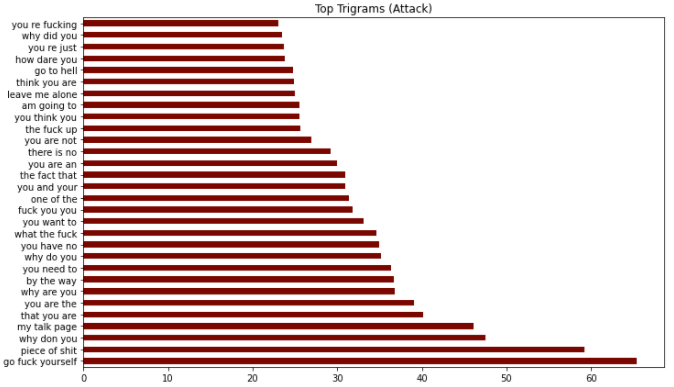 Top Trigrams (Attack)
you re fucking
why did you
you re just
how dare you
go to hell
think you are
leave me alone
am going to
you think you
the fuck up
you are not
there is no
you are an
the fact that
you and your
one of the
fuck you you
you want to
what the fuck
you have no
why do you
you need to
by the way
why are you
you are the
that you are
my talk page
why don you
piece of shit
go fuck yourself
0 10 20 30 40 50 60